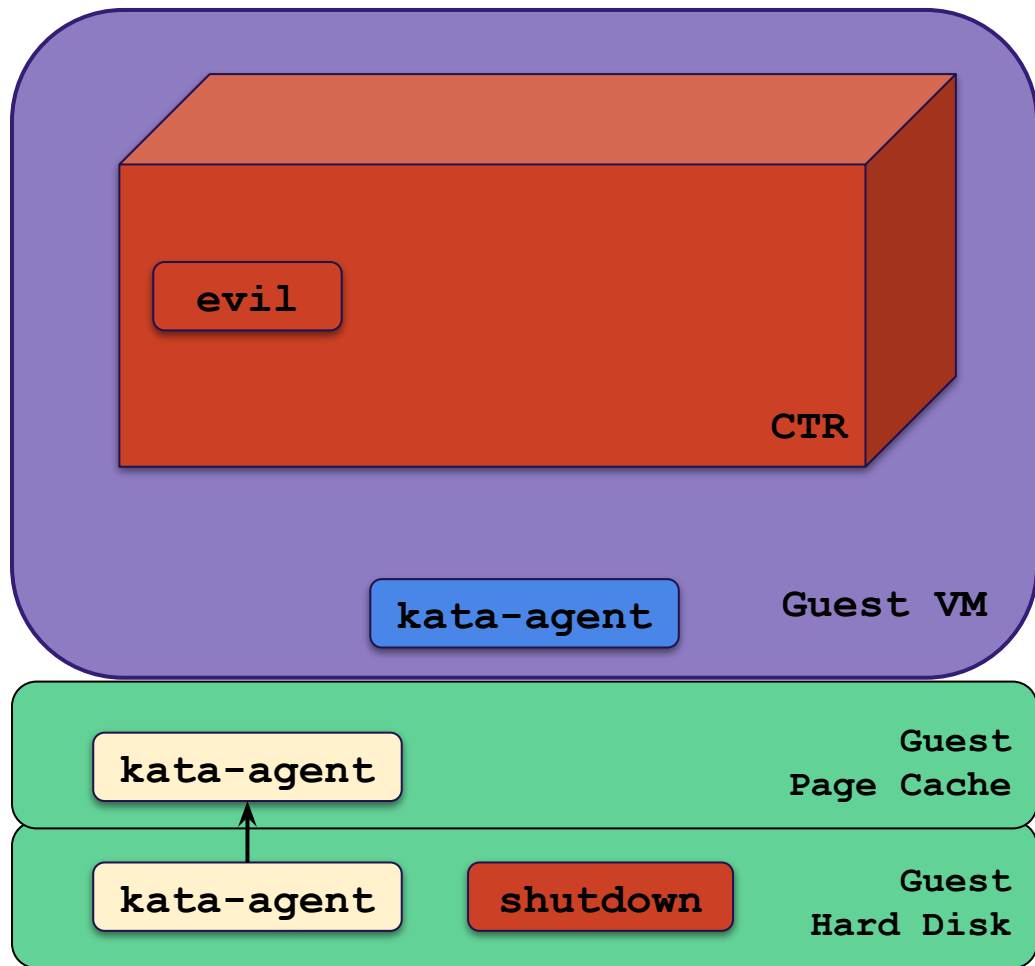 evil
CTR
kata-agent
Guest VM
kata-agent
Guest
Page Cache
kata-agent
shutdown
Guest
Hard Disk